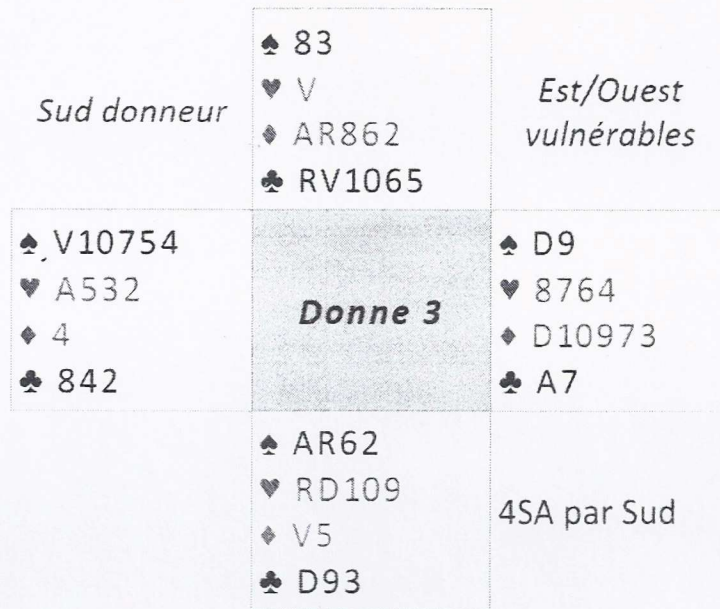 ♠ 83
♥ V
♦ AR862
♣ RV1065
Sud donneur
Est/Ouest
vulnérables
♠ V10754
♥ A532
♦ 4
♣ 842
Donne 3
♠ D9
♥ 8764
♦ D10973
♣ A7
♠ AR62
♥ RD109
♦ V5
♣ D93
4SA par Sud